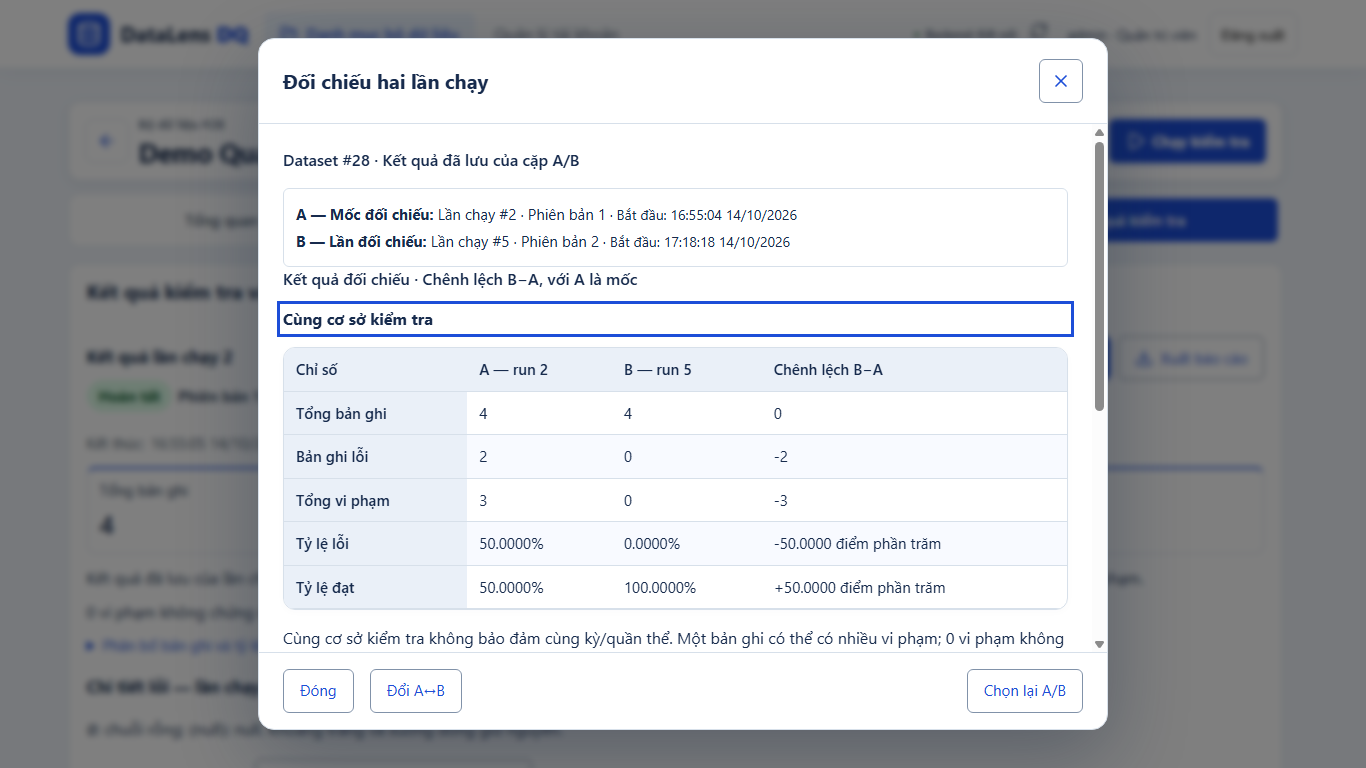 DataLens DQ
Đối chiếu hai lần chạy
Dataset #28 · Kết quả đã lưu của cặp A/B
A — Mốc đối chiếu: Lần chạy #2 · Phiên bản 1 · Bắt đầu: 16:55:04 14/10/2026
B — Lần đối chiếu: Lần chạy #5 · Phiên bản 2 · Bắt đầu: 17:18:18 14/10/2026
Kết quả đối chiếu · Chênh lệch B−A, với A là mốc
Cùng cơ sở kiểm tra
Chỉ số A — run 2 B — run 5 Chênh lệch B−A
Tổng bản ghi 4 4 0
Bản ghi lỗi 2 0 -2
Tổng vi phạm 3 0 -3
Tỷ lệ lỗi 50.0000% 0.0000% -50.0000 điểm phần trăm
Tỷ lệ đạt 50.0000% 100.0000% +50.0000 điểm phần trăm
Cùng cơ sở kiểm tra không bảo đảm cùng kỳ/quần thể. Một bản ghi có thể có nhiều vi phạm; 0 vi phạm không
Đóng Đổi A↔B Chọn lại A/B
Chạy kiểm tra
Tổng quan
Kết quả lần chạy 2
Hoàn tất
Xuất báo cáo
Tổng bản ghi
4